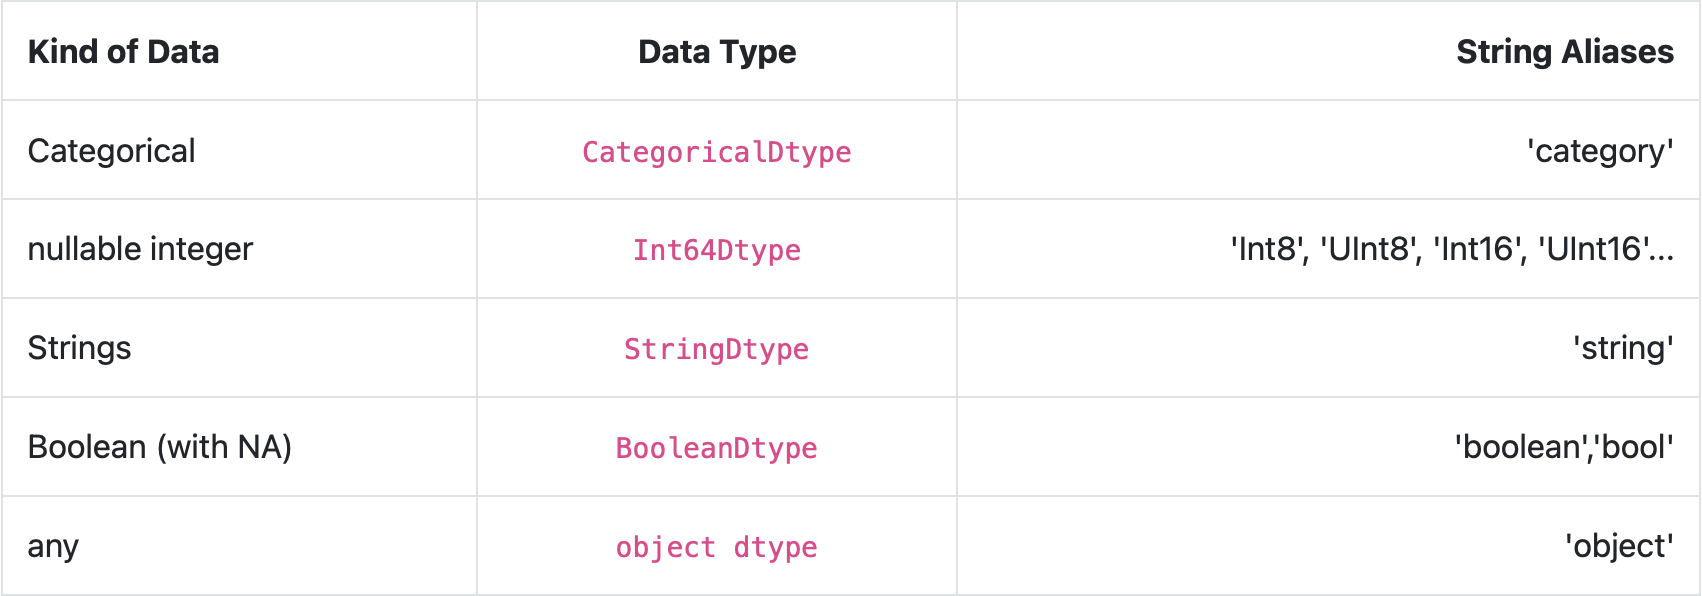 Kind of Data Data Type String Aliases
Categorical CategoricalDtype 'category'
nullable integer Int64Dtype 'Int8', 'UInt8', 'Int16', 'UInt16'...
Strings StringDtype 'string'
Boolean (with NA) BooleanDtype 'boolean','bool'
any object dtype 'object'